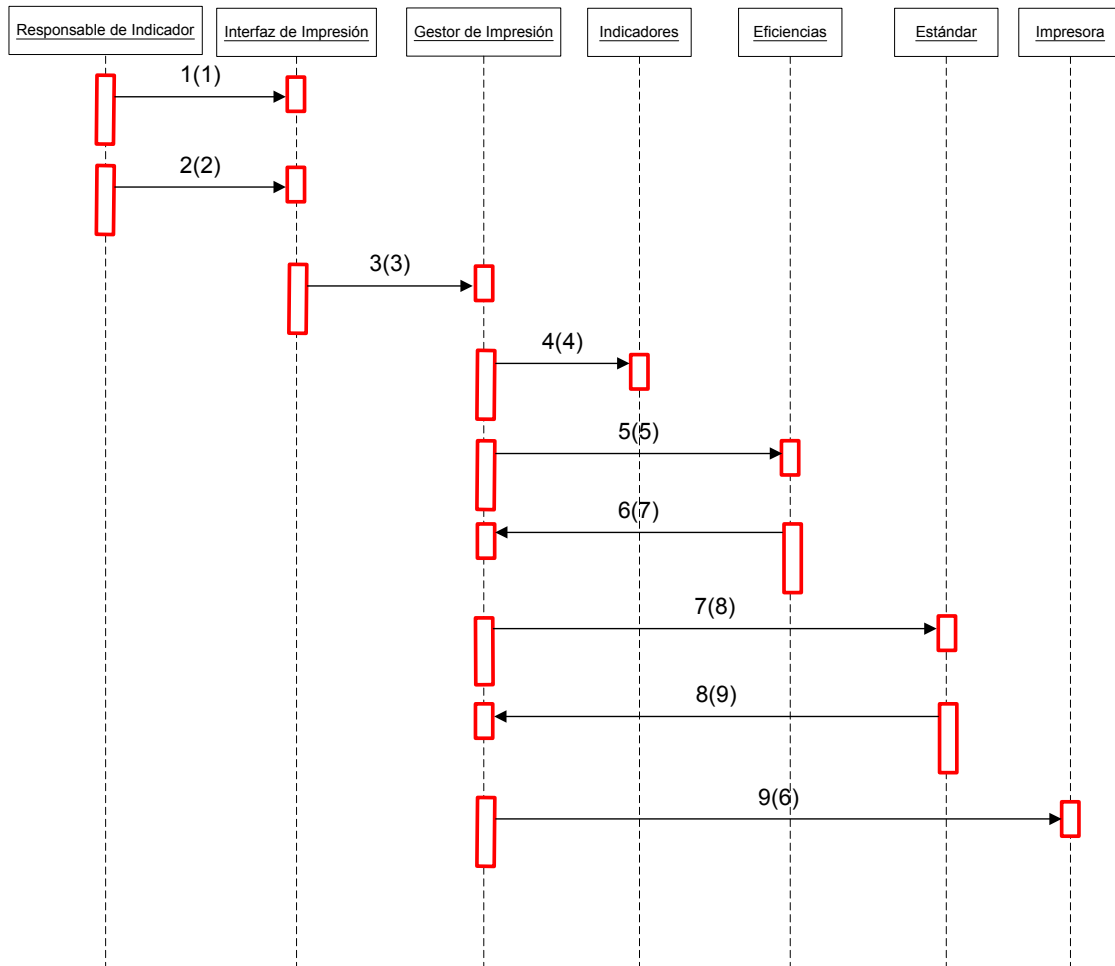 Responsable de Indicador
Interfaz de Impresión
Gestor de Impresión
Indicadores
Eficiencias
Estándar
Impresora
1(1)
2(2)
3(3)
4(4)
5(5)
6(7)
7(8)
8(9)
9(6)